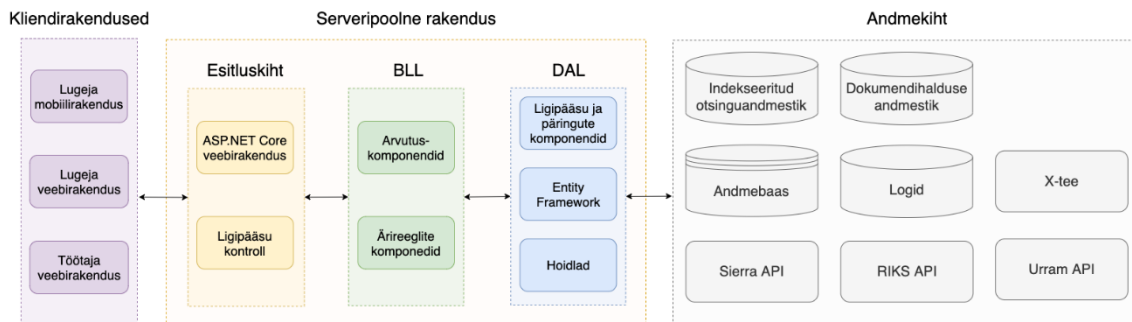 Kliendirakendused
Lugeja
mobiilirakendus
Lugeja
veebirakendus
Töötaja
veebirakendus
Serveripoolne rakendus
Esitluskiht
ASP.NET Core
veebirakendus
Ligipääsu
kontroll
BLL
Arvutus-
komponendid
Ärireeglite
komponedid
DAL
Ligipääsu ja
päringute
komponendid
Entity
Framework
Hoidlad
Andmekiht
Indekseeritud
otsinguandmestik
Dokumendihalduse
andmestik
Andmebaas
Logid
X-tee
Sierra API
RIKS API
Urram API